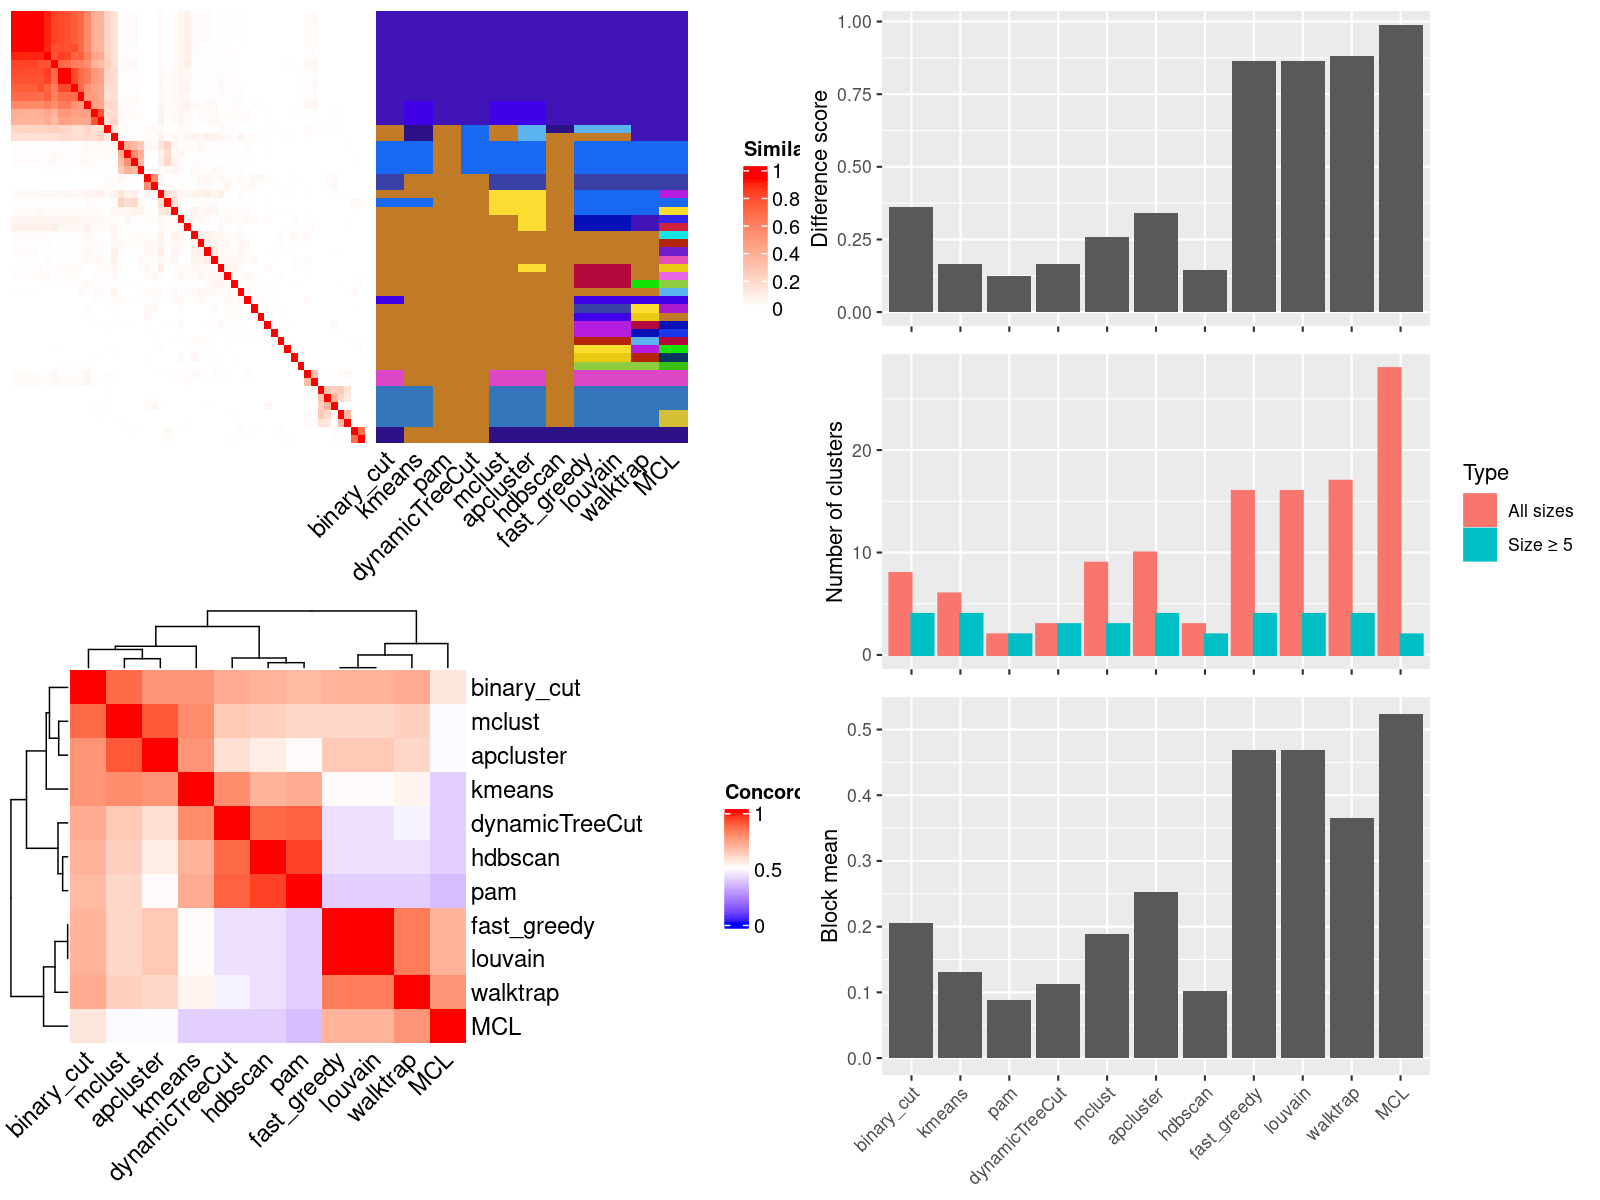 Simila
1
0.8
0.6
0.4
0.2
0
binary_cut
kmeans
pam
dynamicTreeCut
mclust
apcluster
hdbscan
fast_greedy
louvain
walktrap
MCL
binary_cut
mclust
apcluster
kmeans
dynamicTreeCut
hdbscan
pam
fast_greedy
louvain
walktrap
MCL
binary_cut
mclust
apcluster
kmeans
dynamicTreeCut
hdbscan
pam
fast_greedy
louvain
walktrap
MCL
Concord
1
0.5
0
Difference score
1.00
0.75
0.50
0.25
0.00
Number of clusters
20
10
0
Type
All sizes
Size ≥ 5
Block mean
0.5
0.4
0.3
0.2
0.1
0.0
binary_cut
kmeans
pam
dynamicTreeCut
mclust
apcluster
hdbscan
fast_greedy
louvain
walktrap
MCL